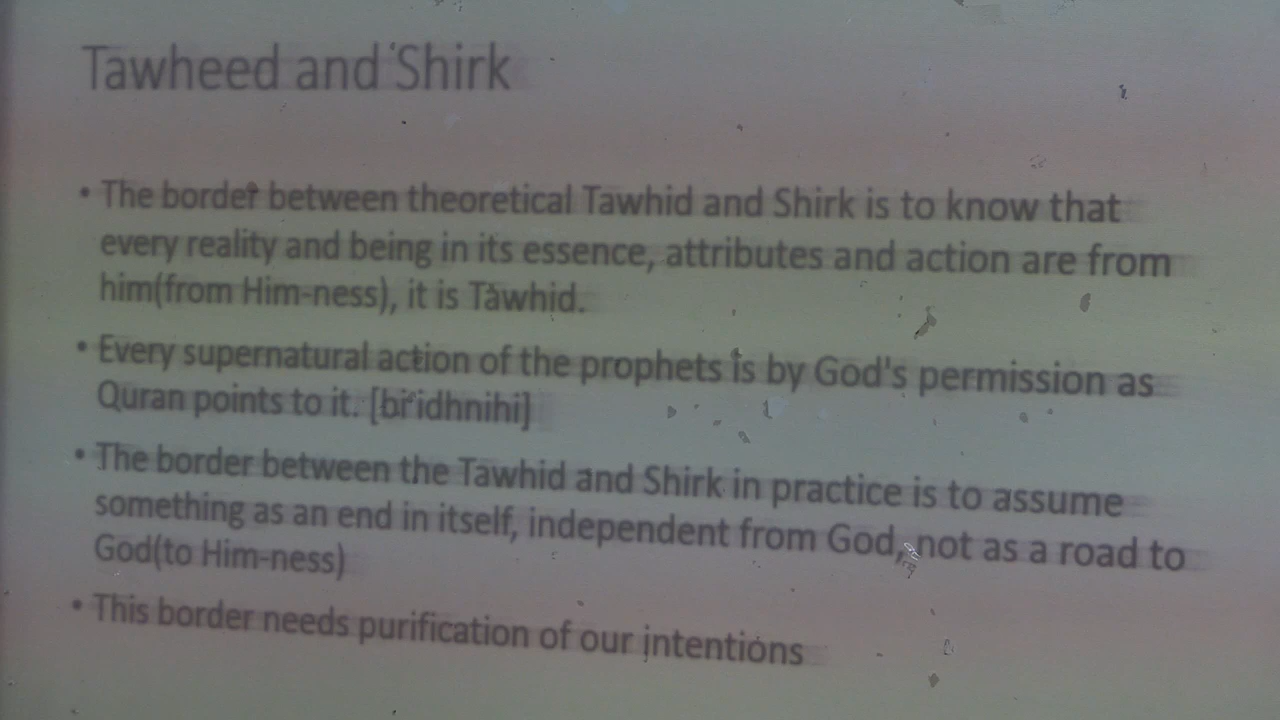 Tawheed and Shirk
• The border between theoretical Tawhid and Shirk is to know that
every reality and being in its essence, attributes and action are from
him(from Him-ness), it is Tawhid.
• Every supernatural action of the prophets is by God's permission as
Quran points to it. [bi'idhnihi]
• The border between the Tawhid and Shirk in practice is to assume
something as an end in itself, independent from God, not as a road to
God(to Him-ness)
• This border needs purification of our intentions